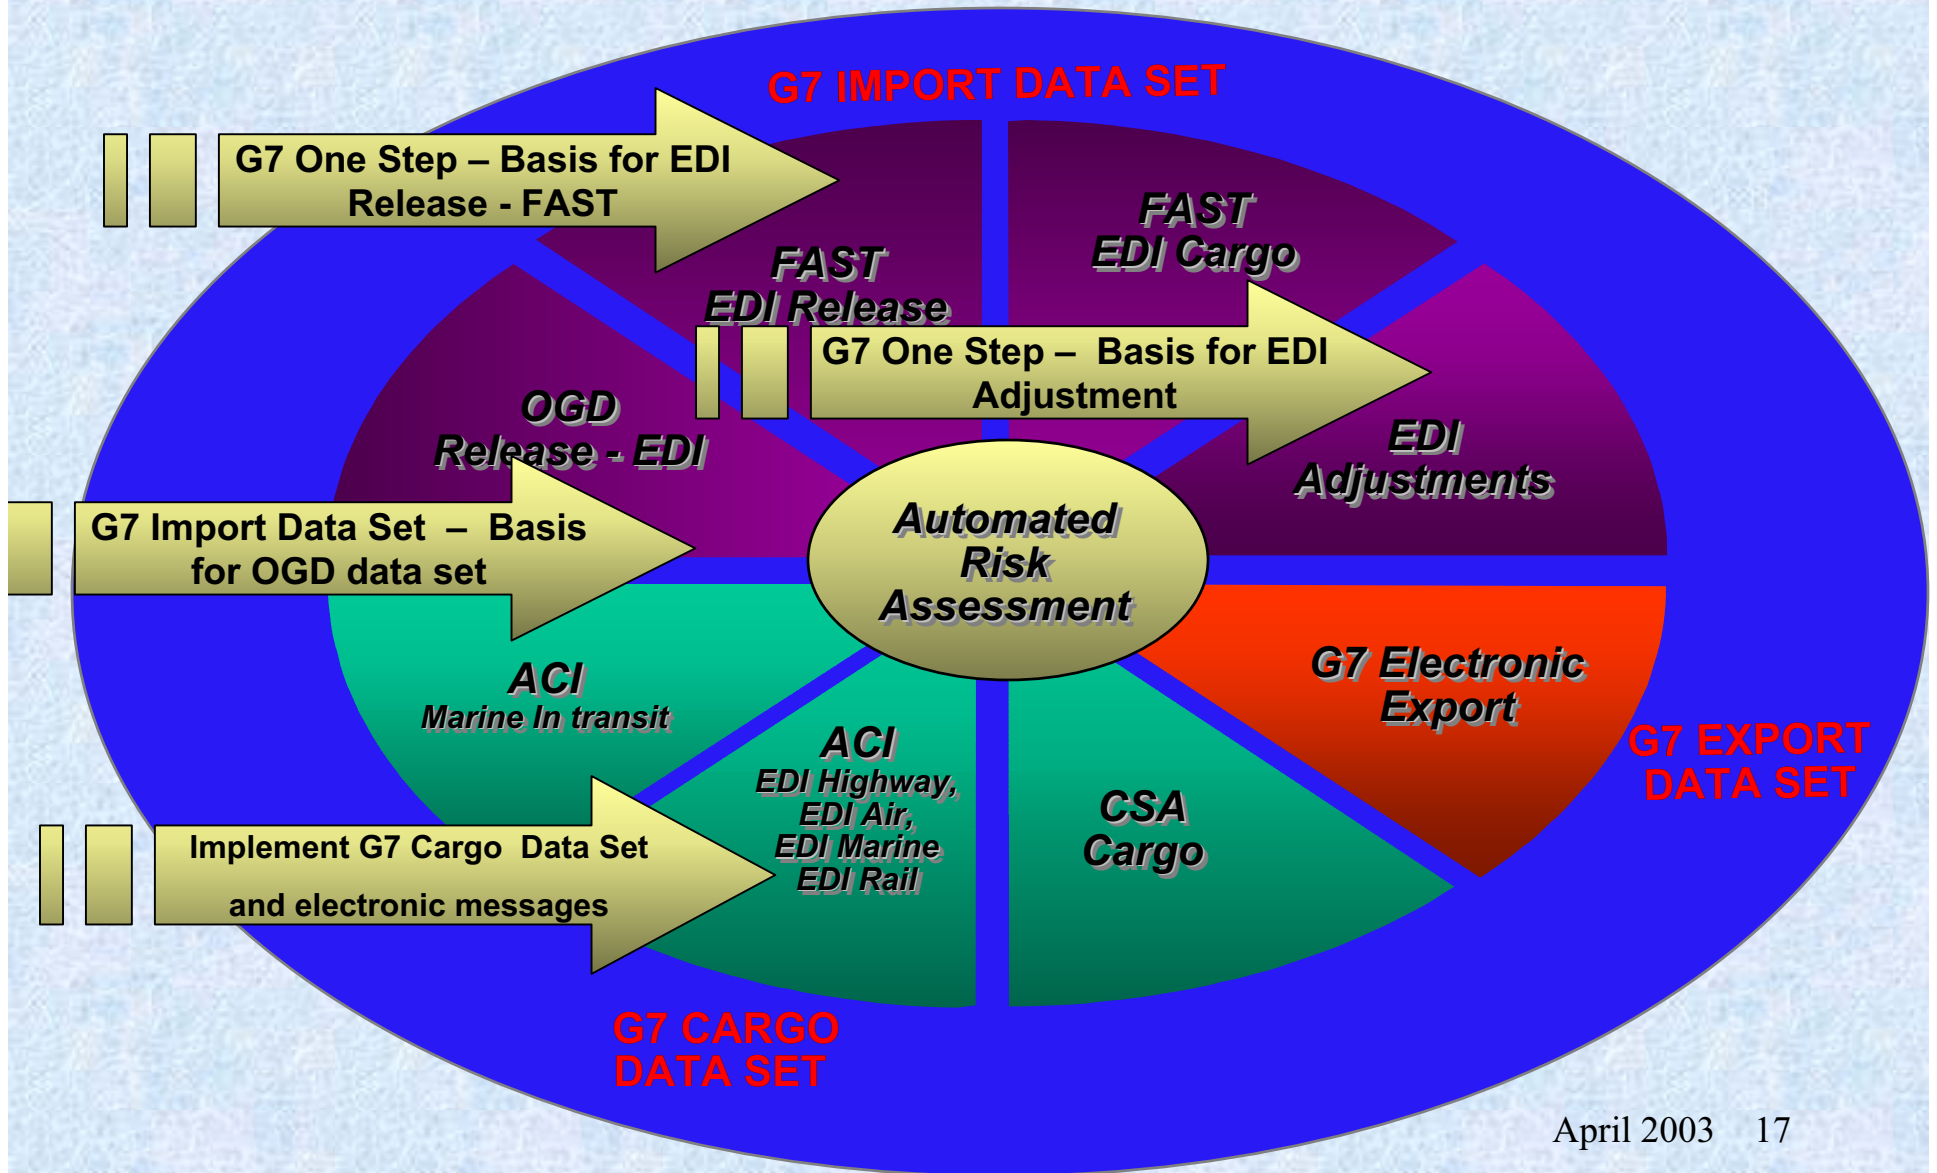 G7 IMPORT DATA SET
G7 One Step – Basis for EDI
Release - FAST
FAST
EDI Cargo
FAST
EDI Release
G7 One Step – Basis for EDI
Adjustment
OGD
Release - EDI
EDI
Adjustments
G7 Import Data Set – Basis
for OGD data set
Automated
Risk
Assessment
ACI
Marine In transit
G7 Electronic
Export
G7 EXPORT
DATA SET
ACI
EDI Highway,
EDI Air,
EDI Marine
EDI Rail
CSA
Cargo
Implement G7 Cargo Data Set
and electronic messages
G7 CARGO
DATA SET
April 2003 17